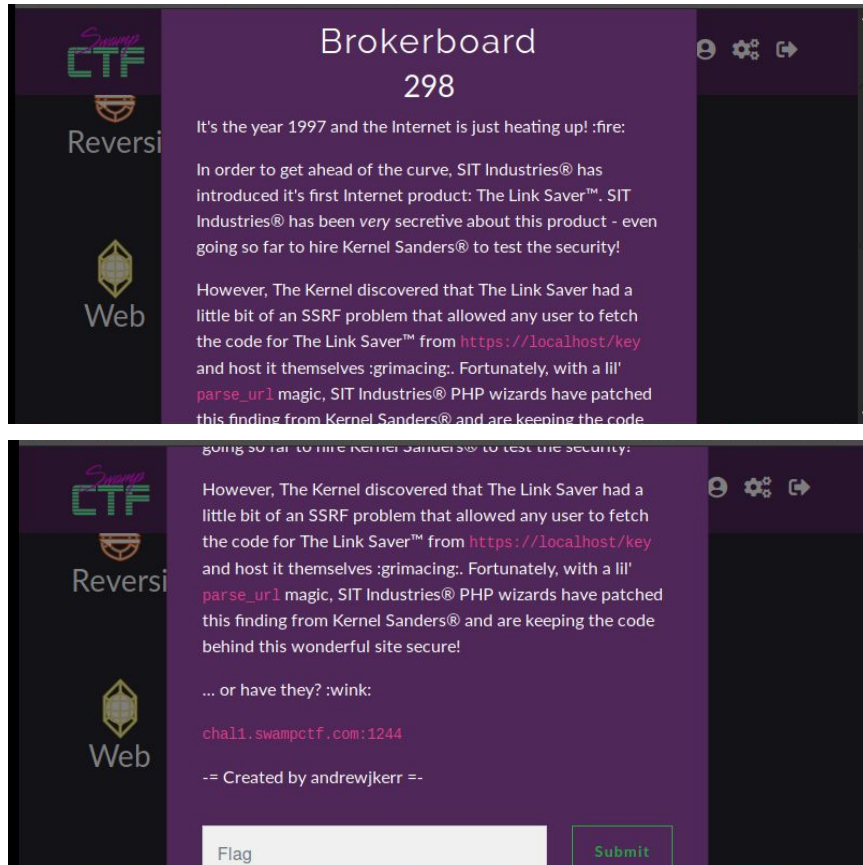 Swamp
CTF
Brokerboard
298
It's the year 1997 and the Internet is just heating up! :fire:
Reversi
In order to get ahead of the curve, SIT Industries® has
introduced it's first Internet product: The Link Saver™. SIT
Industries® has been very secretive about this product - even
going so far to hire Kernel Sanders® to test the security!
Web
However, The Kernel discovered that The Link Saver had a
little bit of an SSRF problem that allowed any user to fetch
the code for The Link Saver™ from https://localhost/key
and host it themselves :grimacing:. Fortunately, with a lil'
parse_url magic, SIT Industries® PHP wizards have patched
this finding from Kernel Sanders® and are keeping the code
going so far to hire Kernel Sanders® to test the security!
Swamp
CTF
However, The Kernel discovered that The Link Saver had a
little bit of an SSRF problem that allowed any user to fetch
the code for The Link Saver™ from https://localhost/key
and host it themselves :grimacing:. Fortunately, with a lil'
Reversi
parse_url magic, SIT Industries® PHP wizards have patched
this finding from Kernel Sanders® and are keeping the code
behind this wonderful site secure!
... or have they? :wink:
chal1.swampctf.com:1244
Web
-= Created by andrewjkerr =-
Flag
Submit